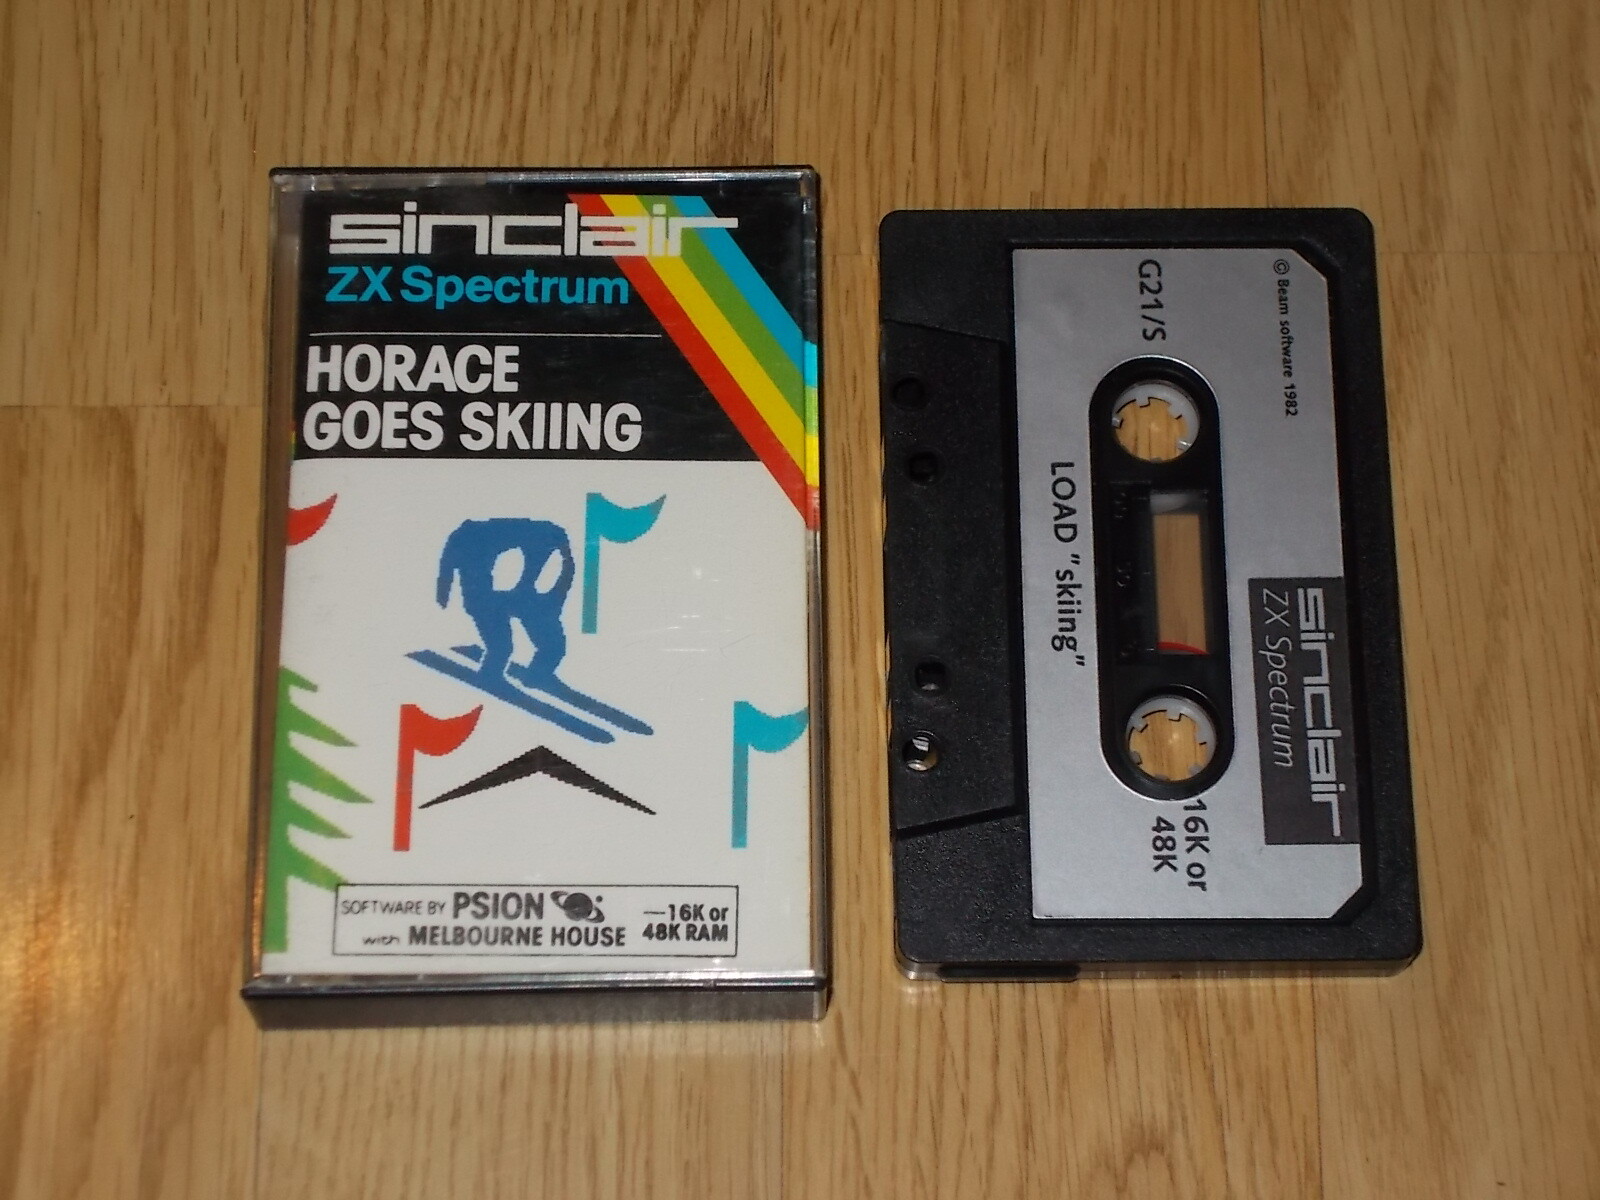 sinclair
ZX Spectrum
HORACE
GOES SKIING
SOFTWARE BY PSION
with MELBOURNE HOUSE
—16K or
48K RAM
© Beam software 1982
sinclair
ZX Spectrum
G21/S
16K or
48K
LOAD "skiing"